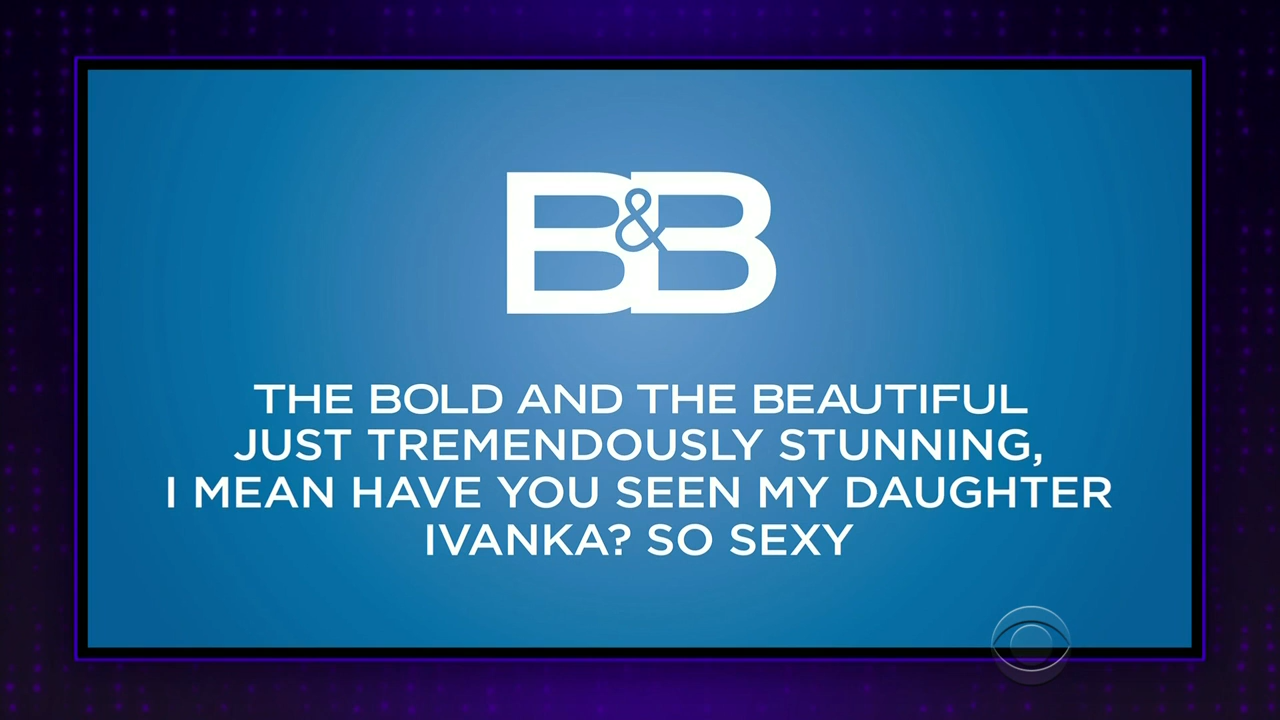 B&B
THE BOLD AND THE BEAUTIFUL
JUST TREMENDOUSLY STUNNING,
I MEAN HAVE YOU SEEN MY DAUGHTER
IVANKA? SO SEXY